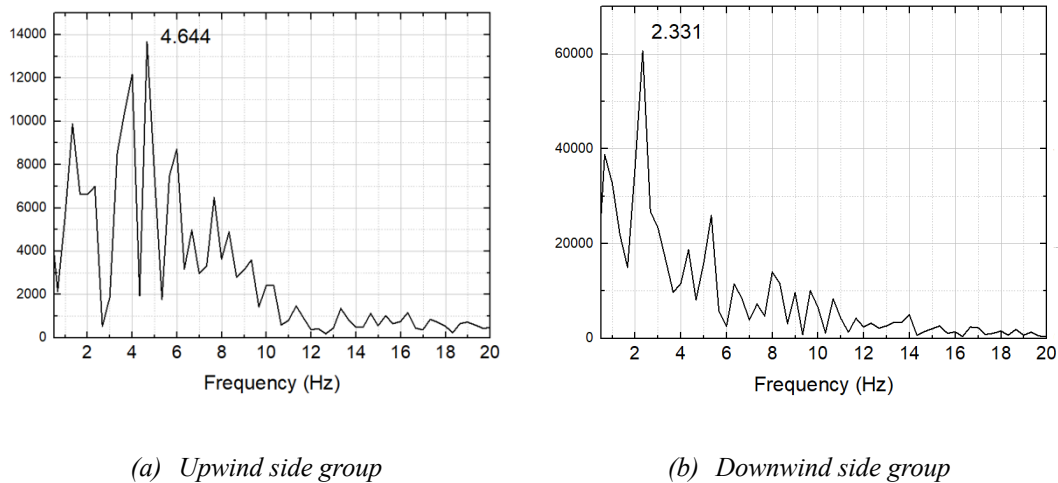 4.644
14000
12000
10000
8000
6000
4000
2000
0
2 4 6 8 10 12 14 16 18 20
Frequency (Hz)
2.331
60000
40000
20000
0
2 4 6 8 10 12 14 16 18 20
Frequency (Hz)
(a) Upwind side group
(b) Downwind side group